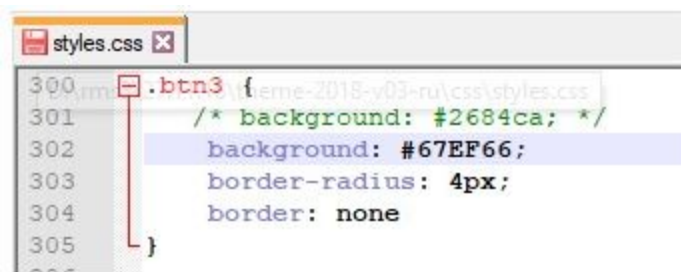 styles.css
300 .btn3 {
301 /* background: #2684ca; */
302 background: #67EF66;
303 border-radius: 4px;
304 border: none
305 }